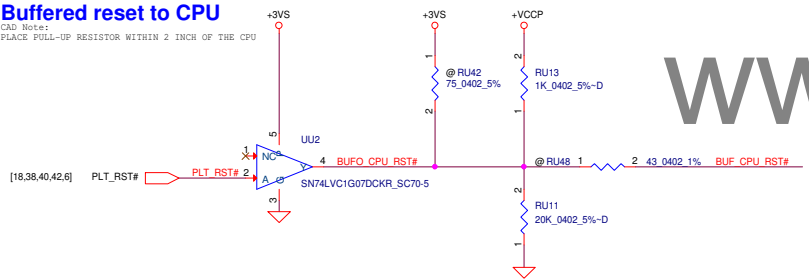 Buffered reset to CPU
CAD Note:
PLACE PULL-UP RESISTOR WITHIN 2 INCH OF THE CPU
+3VS
+3VS
+VCCP
1
2
@ RU42
75_0402_5%
2
1
RU13
1K_0402_5%~D
WW
5
UU2
1
NC
P
2
A
G
Y
4
3
SN74LVC1G07DCKR_SC70-5
[18,38,40,42,6]
PLT_RST#
PLT_RST#
BUFO_CPU_RST#
@ RU48
1
2
43_0402_1%
BUF_CPU_RST#
2
1
RU11
20K_0402_5%~D